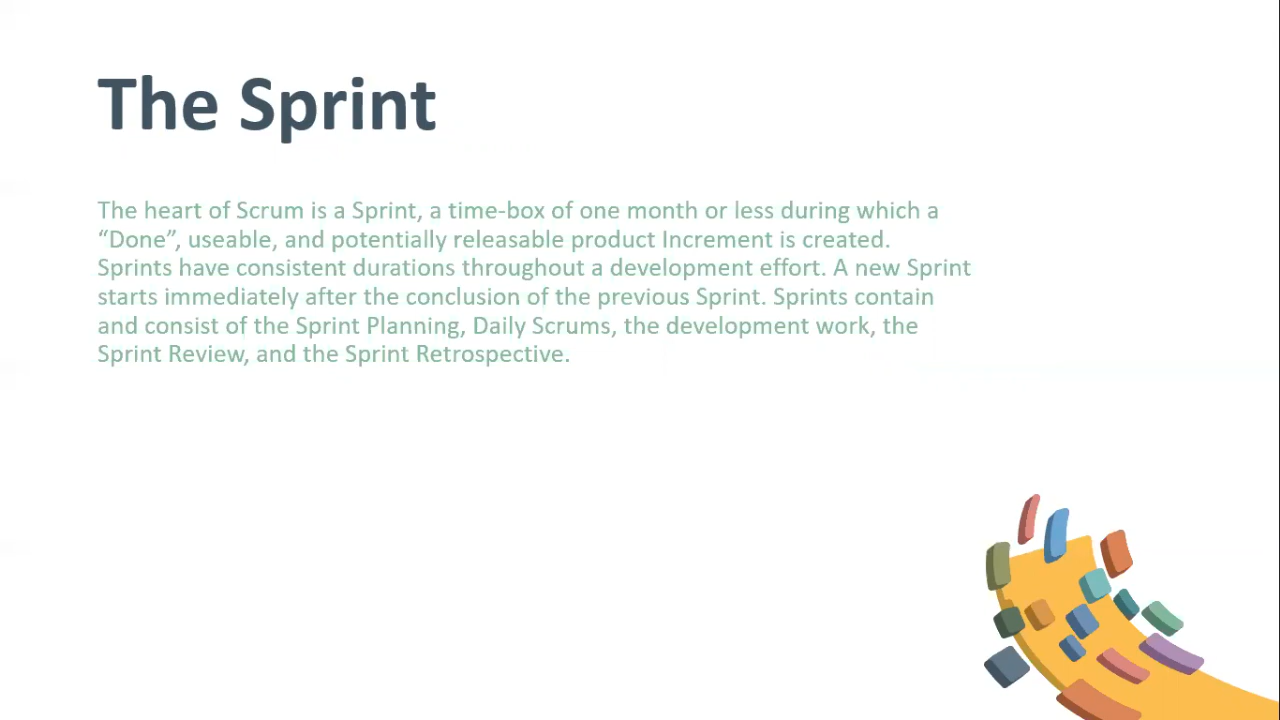 The Sprint
The heart of Scrum is a Sprint, a time-box of one month or less during which a
“Done”, useable, and potentially releasable product Increment is created.
Sprints have consistent durations throughout a development effort. A new Sprint
starts immediately after the conclusion of the previous Sprint. Sprints contain
and consist of the Sprint Planning, Daily Scrums, the development work, the
Sprint Review, and the Sprint Retrospective.